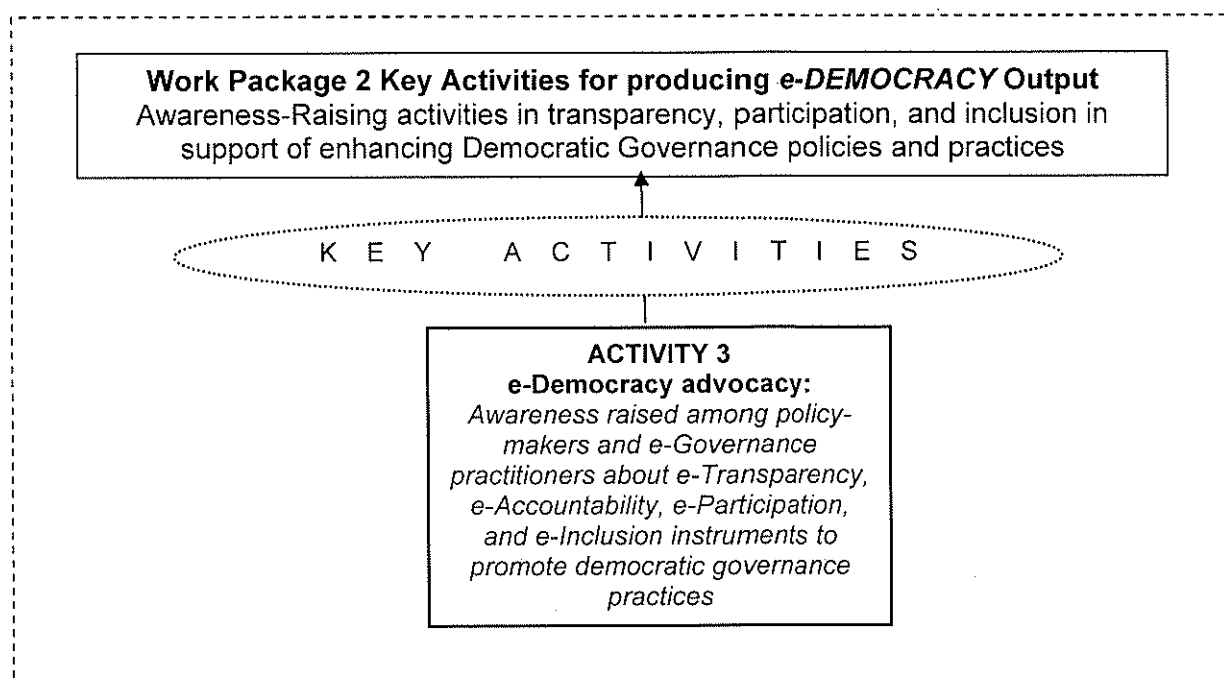 Work Package 2 Key Activities for producing e-DEMOCRACY Output
Awareness-Raising activities in transparency, participation, and inclusion in
support of enhancing Democratic Governance policies and practices
K E Y A C T I V I T I E S
ACTIVITY 3
e-Democracy advocacy:
Awareness raised among policy-
makers and e-Governance
practitioners about e-Transparency,
e-Accountability, e-Participation,
and e-Inclusion instruments to
promote democratic governance
practices